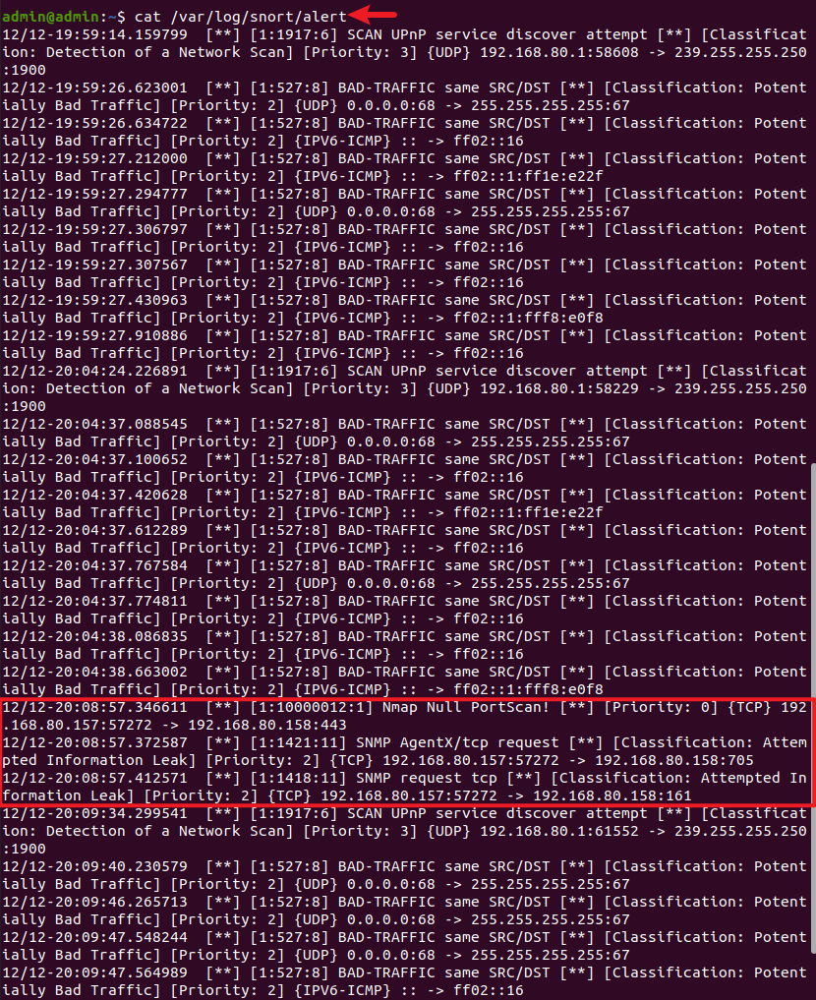 admin@admin:~$ cat /var/log/snort/alert
12/12-19:59:14.159799  [**] [1:1917:6] SCAN UPnP service discover attempt [**] [Classificat
ion: Detection of a Network Scan] [Priority: 3] {UDP} 192.168.80.1:58608 -> 239.255.255.250
:1900
12/12-19:59:26.623001  [**] [1:527:8] BAD-TRAFFIC same SRC/DST [**] [Classification: Potent
ially Bad Traffic] [Priority: 2] {UDP} 0.0.0.0:68 -> 255.255.255.255:67
12/12-19:59:26.634722  [**] [1:527:8] BAD-TRAFFIC same SRC/DST [**] [Classification: Potent
ially Bad Traffic] [Priority: 2] {IPV6-ICMP} :: -> ff02::16
12/12-19:59:27.212000  [**] [1:527:8] BAD-TRAFFIC same SRC/DST [**] [Classification: Potent
ially Bad Traffic] [Priority: 2] {IPV6-ICMP} :: -> ff02::1:ff1e:e22f
12/12-19:59:27.294777  [**] [1:527:8] BAD-TRAFFIC same SRC/DST [**] [Classification: Potent
ially Bad Traffic] [Priority: 2] {UDP} 0.0.0.0:68 -> 255.255.255.255:67
12/12-19:59:27.306797  [**] [1:527:8] BAD-TRAFFIC same SRC/DST [**] [Classification: Potent
ially Bad Traffic] [Priority: 2] {IPV6-ICMP} :: -> ff02::16
12/12-19:59:27.307567  [**] [1:527:8] BAD-TRAFFIC same SRC/DST [**] [Classification: Potent
ially Bad Traffic] [Priority: 2] {IPV6-ICMP} :: -> ff02::16
12/12-19:59:27.430963  [**] [1:527:8] BAD-TRAFFIC same SRC/DST [**] [Classification: Potent
ially Bad Traffic] [Priority: 2] {IPV6-ICMP} :: -> ff02::1:fff8:e0f8
12/12-19:59:27.910886  [**] [1:527:8] BAD-TRAFFIC same SRC/DST [**] [Classification: Potent
ially Bad Traffic] [Priority: 2] {IPV6-ICMP} :: -> ff02::16
12/12-20:04:24.226891  [**] [1:1917:6] SCAN UPnP service discover attempt [**] [Classificat
ion: Detection of a Network Scan] [Priority: 3] {UDP} 192.168.80.1:58229 -> 239.255.255.250
:1900
12/12-20:04:37.088545  [**] [1:527:8] BAD-TRAFFIC same SRC/DST [**] [Classification: Potent
ially Bad Traffic] [Priority: 2] {UDP} 0.0.0.0:68 -> 255.255.255.255:67
12/12-20:04:37.100652  [**] [1:527:8] BAD-TRAFFIC same SRC/DST [**] [Classification: Potent
ially Bad Traffic] [Priority: 2] {IPV6-ICMP} :: -> ff02::16
12/12-20:04:37.420628  [**] [1:527:8] BAD-TRAFFIC same SRC/DST [**] [Classification: Potent
ially Bad Traffic] [Priority: 2] {IPV6-ICMP} :: -> ff02::1:ff1e:e22f
12/12-20:04:37.612289  [**] [1:527:8] BAD-TRAFFIC same SRC/DST [**] [Classification: Potent
ially Bad Traffic] [Priority: 2] {IPV6-ICMP} :: -> ff02::16
12/12-20:04:37.767584  [**] [1:527:8] BAD-TRAFFIC same SRC/DST [**] [Classification: Potent
ially Bad Traffic] [Priority: 2] {UDP} 0.0.0.0:68 -> 255.255.255.255:67
12/12-20:04:37.774811  [**] [1:527:8] BAD-TRAFFIC same SRC/DST [**] [Classification: Potent
ially Bad Traffic] [Priority: 2] {IPV6-ICMP} :: -> ff02::16
12/12-20:04:38.086835  [**] [1:527:8] BAD-TRAFFIC same SRC/DST [**] [Classification: Potent
ially Bad Traffic] [Priority: 2] {IPV6-ICMP} :: -> ff02::16
12/12-20:04:38.663002  [**] [1:527:8] BAD-TRAFFIC same SRC/DST [**] [Classification: Potent
ially Bad Traffic] [Priority: 2] {IPV6-ICMP} :: -> ff02::1:fff8:e0f8
12/12-20:08:57.346611  [**] [1:10000012:1] Nmap Null PortScan! [**] [Priority: 0] {TCP} 192
.168.80.157:57272 -> 192.168.80.158:443
12/12-20:08:57.372587  [**] [1:1421:11] SNMP AgentX/tcp request [**] [Classification: Attem
pted Information Leak] [Priority: 2] {TCP} 192.168.80.157:57272 -> 192.168.80.158:705
12/12-20:08:57.412571  [**] [1:1418:11] SNMP request tcp [**] [Classification: Attempted In
formation Leak] [Priority: 2] {TCP} 192.168.80.157:57272 -> 192.168.80.158:161
12/12-20:09:34.299541  [**] [1:1917:6] SCAN UPnP service discover attempt [**] [Classificat
ion: Detection of a Network Scan] [Priority: 3] {UDP} 192.168.80.1:61552 -> 239.255.255.250
:1900
12/12-20:09:40.230579  [**] [1:527:8] BAD-TRAFFIC same SRC/DST [**] [Classification: Potent
ially Bad Traffic] [Priority: 2] {UDP} 0.0.0.0:68 -> 255.255.255.255:67
12/12-20:09:46.265713  [**] [1:527:8] BAD-TRAFFIC same SRC/DST [**] [Classification: Potent
ially Bad Traffic] [Priority: 2] {UDP} 0.0.0.0:68 -> 255.255.255.255:67
12/12-20:09:47.548244  [**] [1:527:8] BAD-TRAFFIC same SRC/DST [**] [Classification: Potent
ially Bad Traffic] [Priority: 2] {UDP} 0.0.0.0:68 -> 255.255.255.255:67
12/12-20:09:47.564989  [**] [1:527:8] BAD-TRAFFIC same SRC/DST [**] [Classification: Potent
ially Bad Traffic] [Priority: 2] {IPV6-ICMP} :: -> ff02::16